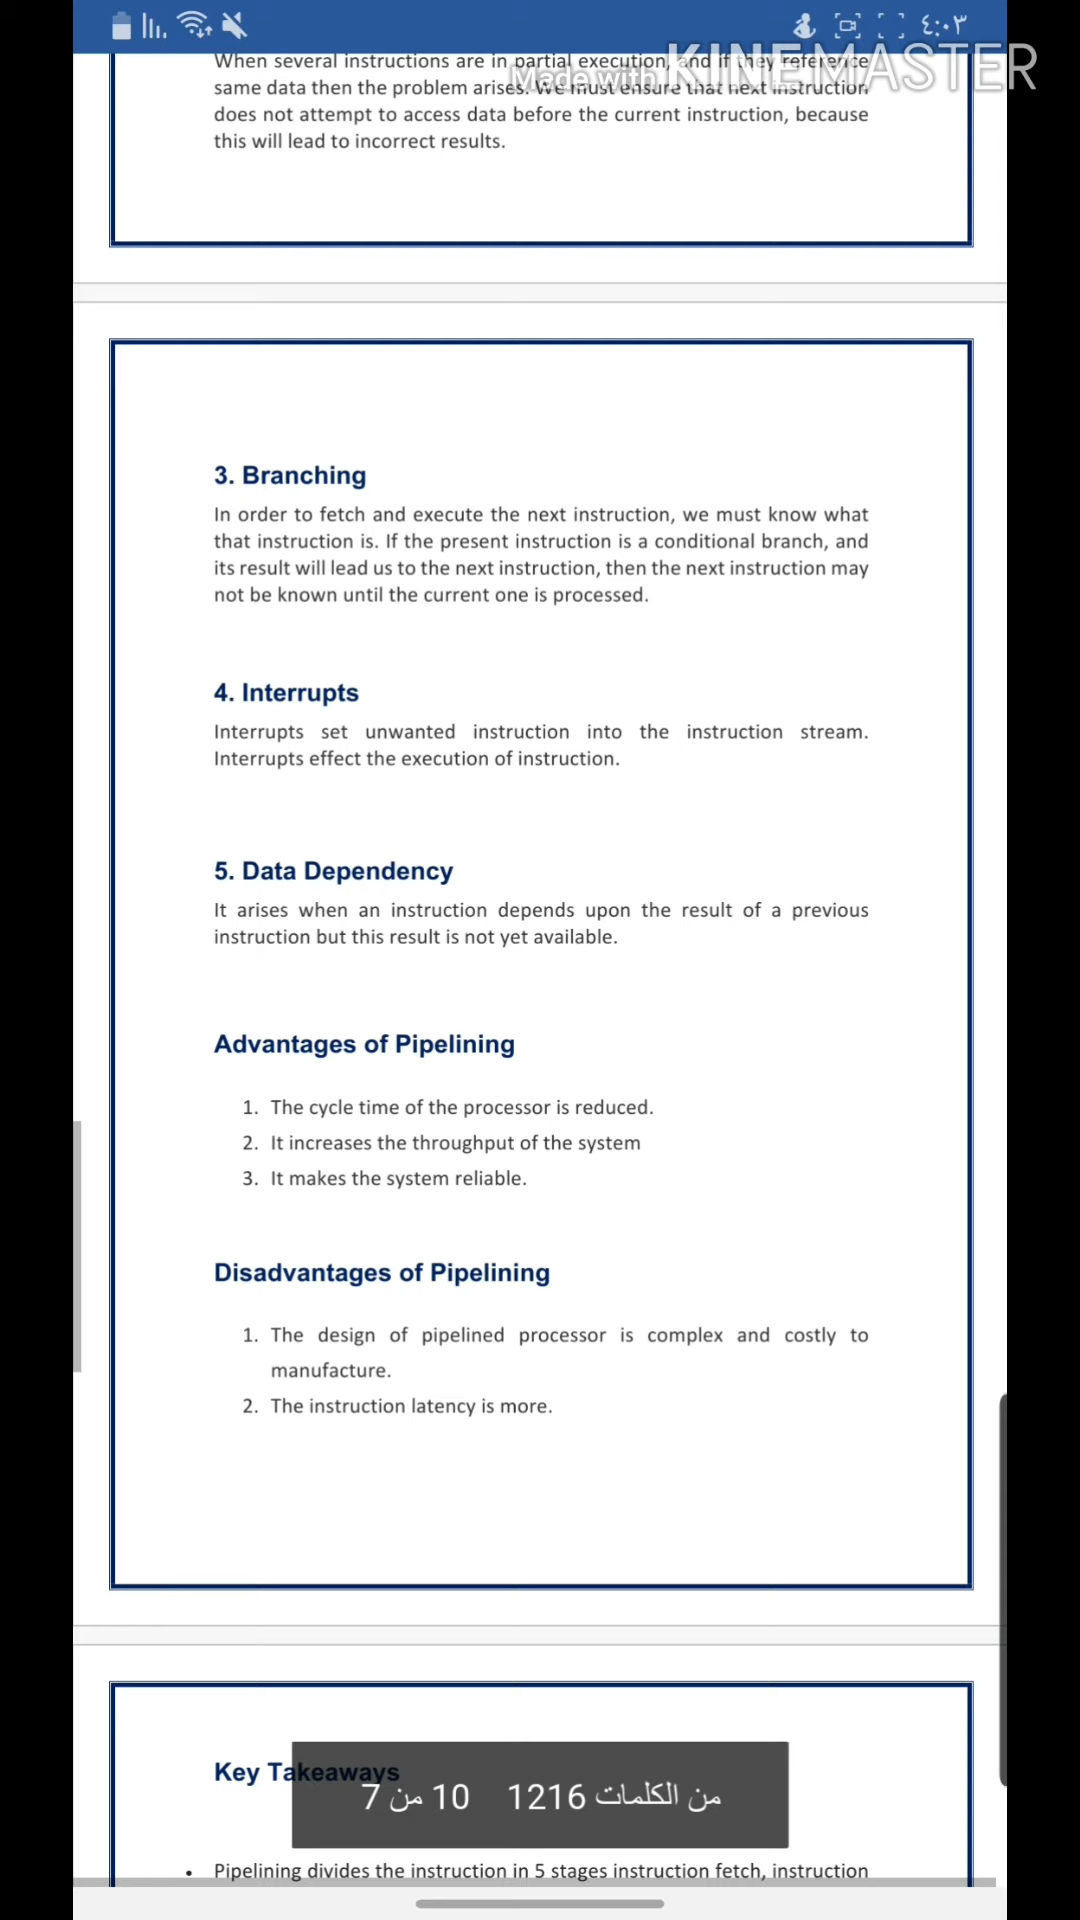 ٤:٠٣
Made with KINEMASTER
When several instructions are in partial execution, and if they reference
same data then the problem arises. We must ensure that next instruction
does not attempt to access data before the current instruction, because
this will lead to incorrect results.
3. Branching
In order to fetch and execute the next instruction, we must know what
that instruction is. If the present instruction is a conditional branch, and
its result will lead us to the next instruction, then the next instruction may
not be known until the current one is processed.
4. Interrupts
Interrupts set unwanted instruction into the instruction stream.
Interrupts effect the execution of instruction.
5. Data Dependency
It arises when an instruction depends upon the result of a previous
instruction but this result is not yet available.
Advantages of Pipelining
1. The cycle time of the processor is reduced.
2. It increases the throughput of the system
3. It makes the system reliable.
Disadvantages of Pipelining
1. The design of pipelined processor is complex and costly to
manufacture.
2. The instruction latency is more.
Key Takeaways
7 من 10 1216 من الكلمات
• Pipelining divides the instruction in 5 stages instruction fetch, instruction